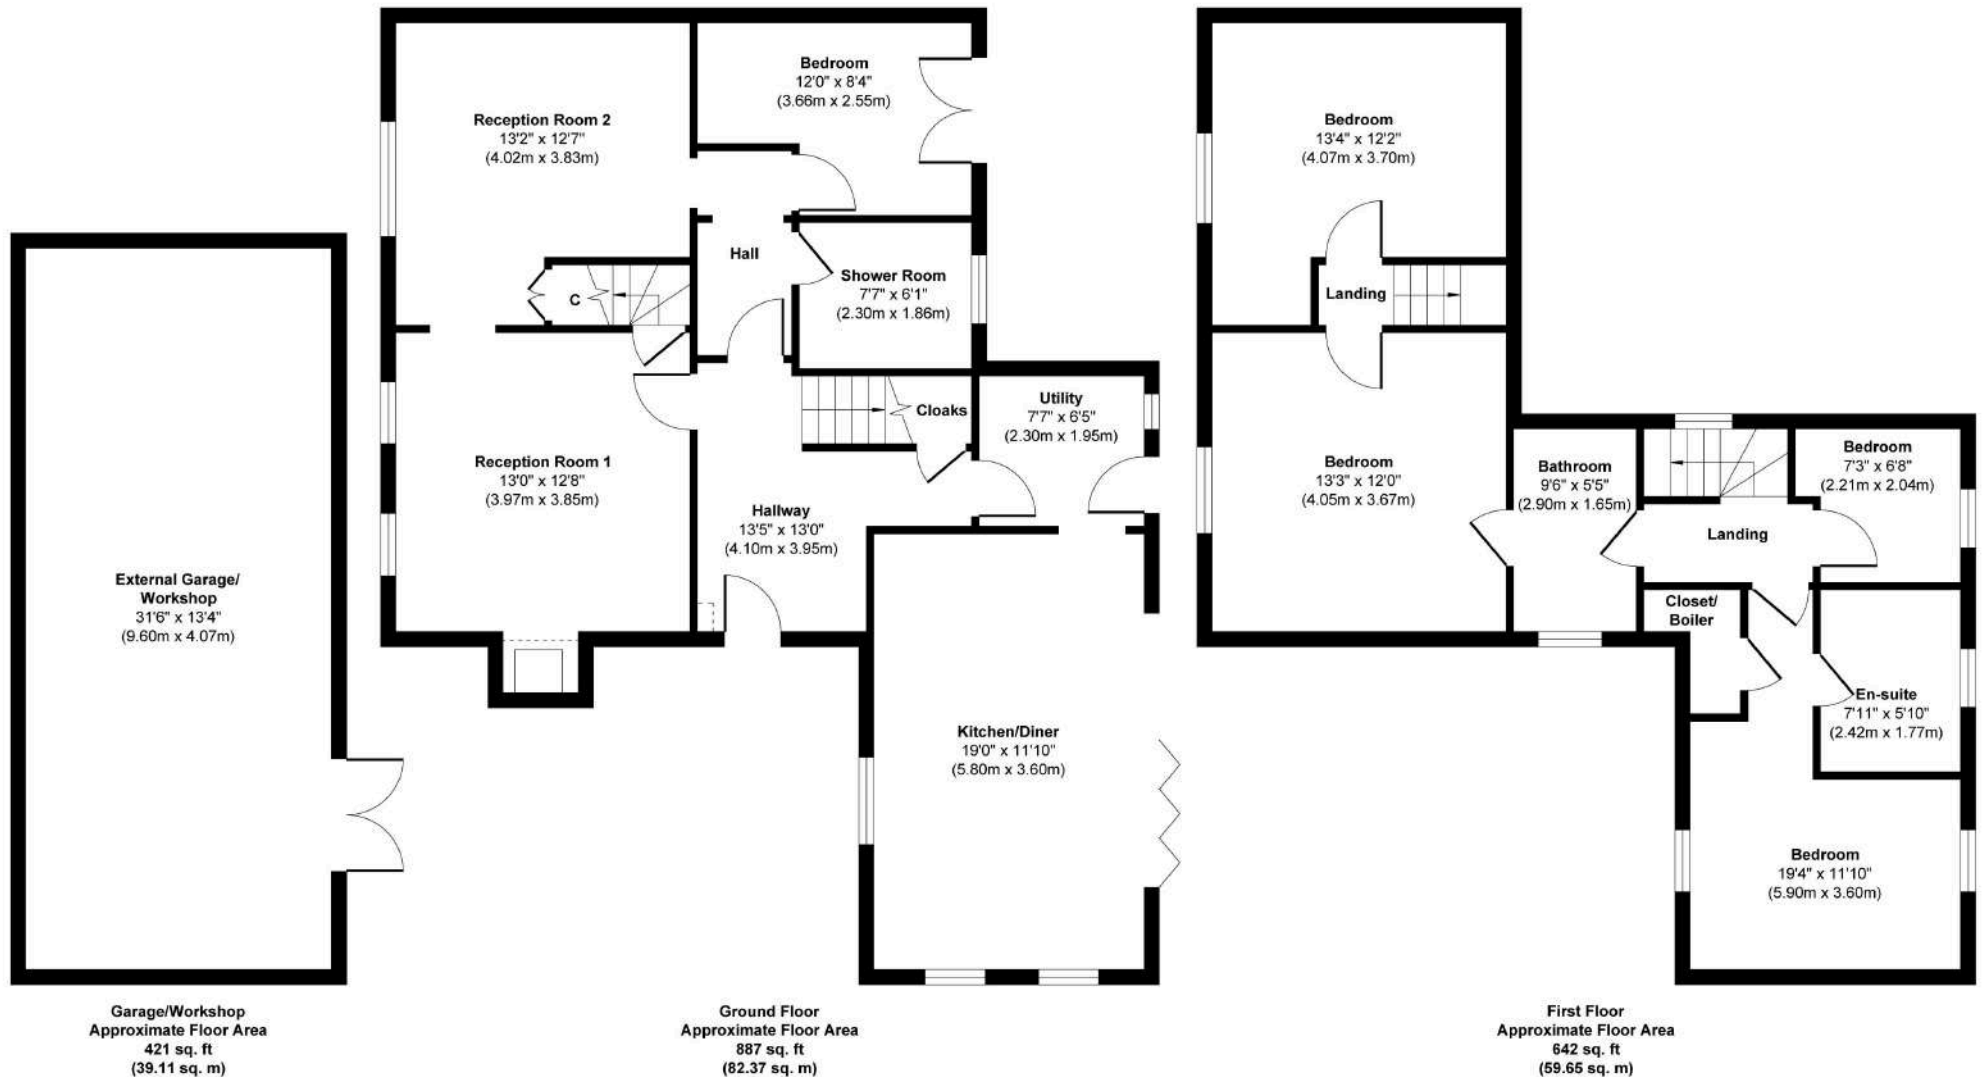 Reception Room 2
13'2" x 12'7"
(4.02m x 3.83m)
Bedroom
12'0" x 8'4"
(3.66m x 2.55m)
Hall
C
Shower Room
7'7" x 6'1"
(2.30m x 1.86m)
Cloaks
Utility
7'7" x 6'5"
(2.30m x 1.95m)
Reception Room 1
13'0" x 12'8"
(3.97m x 3.85m)
Hallway
13'5" x 13'0"
(4.10m x 3.95m)
Kitchen/Diner
19'0" x 11'10"
(5.80m x 3.60m)
External Garage/
Workshop
31'6" x 13'4"
(9.60m x 4.07m)
Bedroom
13'4" x 12'2"
(4.07m x 3.70m)
Landing
Bedroom
13'3" x 12'0"
(4.05m x 3.67m)
Bathroom
9'6" x 5'5"
(2.90m x 1.65m)
Bedroom
7'3" x 6'8"
(2.21m x 2.04m)
Landing
Closet/
Boiler
En-suite
7'11" x 5'10"
(2.42m x 1.77m)
Bedroom
19'4" x 11'10"
(5.90m x 3.60m)
Garage/Workshop
Approximate Floor Area
421 sq. ft
(39.11 sq. m)
Ground Floor
Approximate Floor Area
887 sq. ft
(82.37 sq. m)
First Floor
Approximate Floor Area
642 sq. ft
(59.65 sq. m)